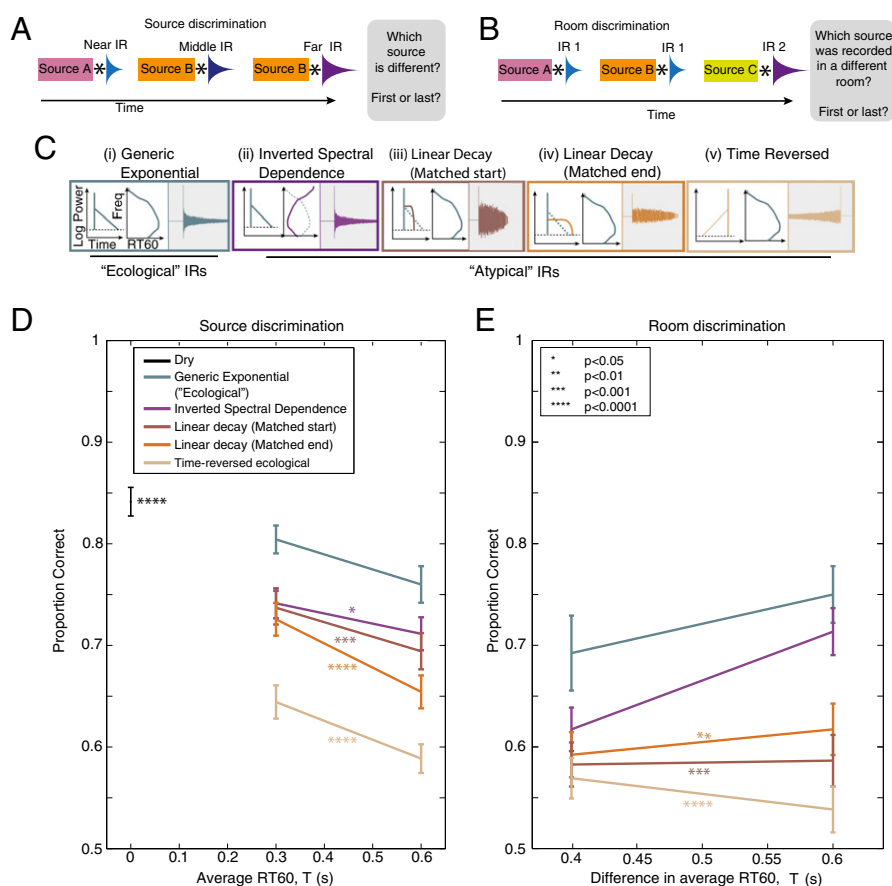 A
Source discrimination
Near IR
Middle IR
Far IR
Source A
*
Source B
*
Source B
*
Time
Which
source
is different?
First or last?
B
Room discrimination
IR 1
IR 1
IR 2
Source A
*
Source B
*
Source C
*
Time
Which source
was recorded
in a different
room?
First or last?
C
(i) Generic
Exponential
(ii) Inverted Spectral
Dependence
(iii) Linear Decay
(Matched start)
(iv) Linear Decay
(Matched end)
(v) Time Reversed
Log Power
Freq
Time
RT60
“Ecological” IRs
“Atypical” IRs
D
Source discrimination
Dry
Generic Exponential
("Ecological")
Inverted Spectral Dependence
Linear decay (Matched start)
Linear decay (Matched end)
Time-reversed ecological
****
*
***
****
****
1
0.9
0.8
0.7
0.6
0.5
Proportion Correct
0 0.1 0.2 0.3 0.4 0.5 0.6
Average RT60, T (s)
E
Room discrimination
* p<0.05
** p<0.01
*** p<0.001
**** p<0.0001
**
***
****
1
0.9
0.8
0.7
0.6
0.5
Proportion Correct
0.4 0.45 0.5 0.55 0.6
Difference in average RT60, T (s)